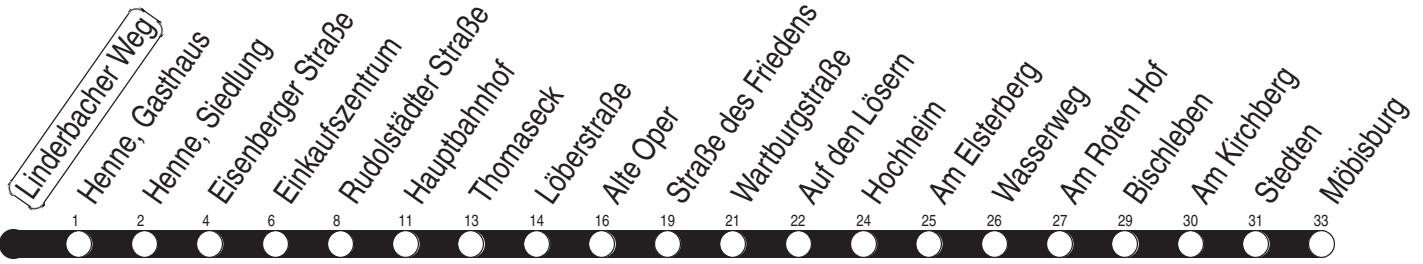 Linderbacher Weg
Henne, Gasthaus
Henne, Siedlung
Eisenberger Straße
Einkaufszentrum
Rudolstädter Straße
Hauptbahnhof
Thomaseck
Löberstraße
Alte Oper
Straße des Friedens
Wartburgstraße
Auf den Lösern
Hochheim
Am Elsterberg
Wasserweg
Am Roten Hof
Bischleben
Am Kirchberg
Stedten
Möbisburg
1 2 4 6 8 11 13 14 16 19 21 22 24 25 26 27 29 30 31 33